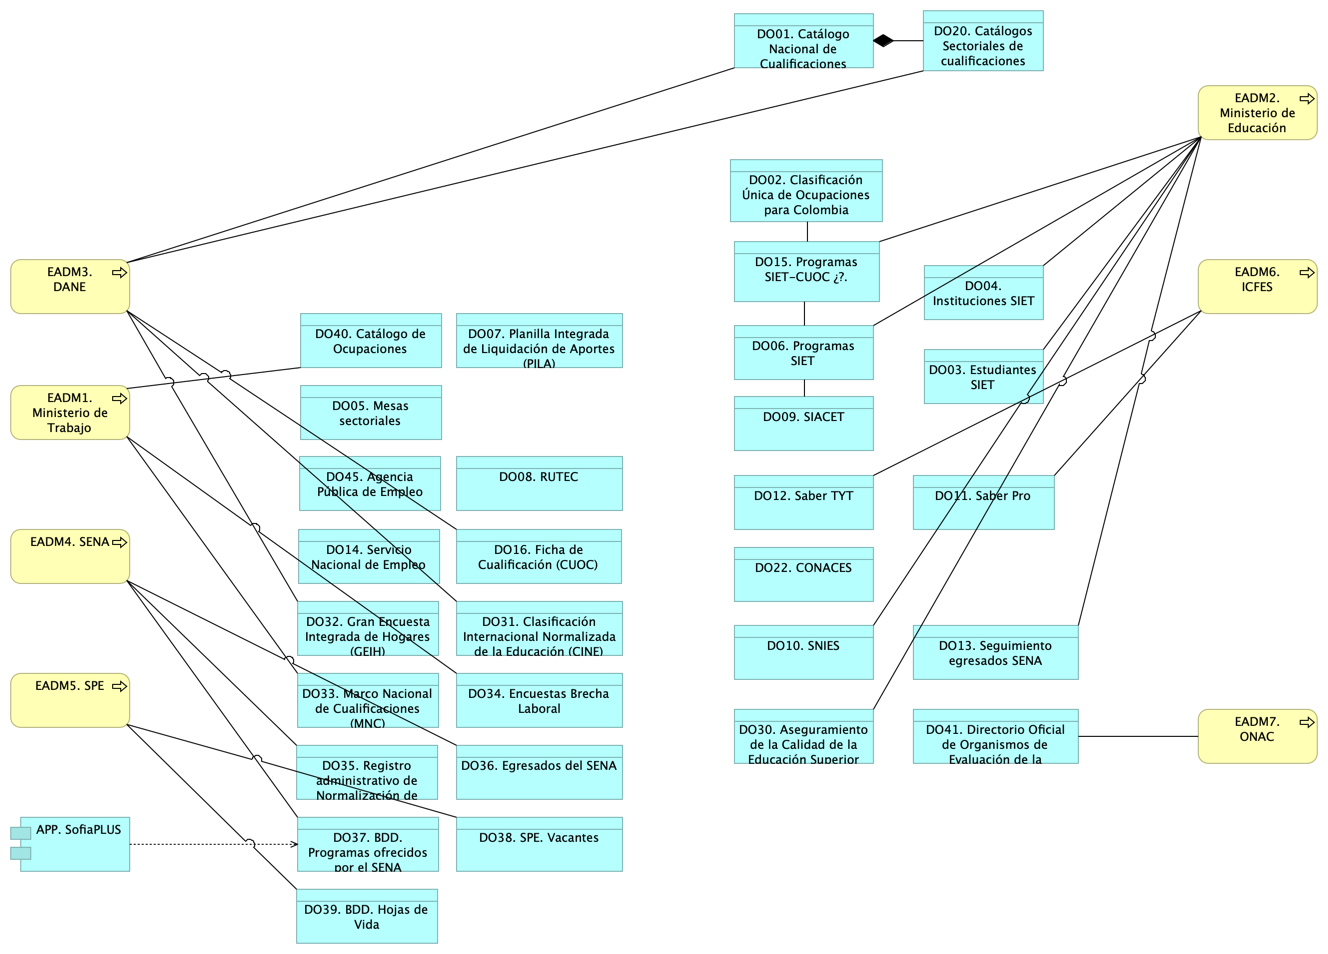 DO01. Catálogo
Nacional de
Cualificaciones
DO20. Catálogos
Sectoriales de
cualificaciones
EADM2.
Ministerio de
Educación
DO02. Clasificación
Única de Ocupaciones
para Colombia
DO15. Programas
SIET-CUOC ¿?.
DO04.
Instituciones SIET
EADM6.
ICFES
EADM3.
DANE
DO40. Catálogo de
Ocupaciones
DO07. Planilla Integrada
de Liquidación de Aportes
(PILA)
DO06. Programas
SIET
DO03. Estudiantes
SIET
EADM1.
Ministerio de
Trabajo
DO05. Mesas
sectoriales
DO09. SIACET
DO45. Agencia
Pública de Empleo
DO08. RUTEC
DO12. Saber TYT
DO11. Saber Pro
EADM4. SENA
DO14. Servicio
Nacional de Empleo
DO16. Ficha de
Cualificación (CUOC)
DO22. CONACES
DO32. Gran Encuesta
Integrada de Hogares
(GEIH)
DO31. Clasificación
Internacional Normalizada
de la Educación (CINE)
DO10. SNIES
DO13. Seguimiento
egresados SENA
EADM5. SPE
DO33. Marco Nacional
de Cualificaciones
(MNC)
DO34. Encuestas Brecha
Laboral
DO30. Aseguramiento
de la Calidad de la
Educación Superior
DO41. Directorio Oficial
de Organismos de
Evaluación de la
EADM7.
ONAC
DO35. Registro
administrativo de
Normalización de
DO36. Egresados del SENA
APP. SofiaPLUS
DO37. BDD.
Programas ofrecidos
por el SENA
DO38. SPE. Vacantes
DO39. BDD. Hojas de
Vida